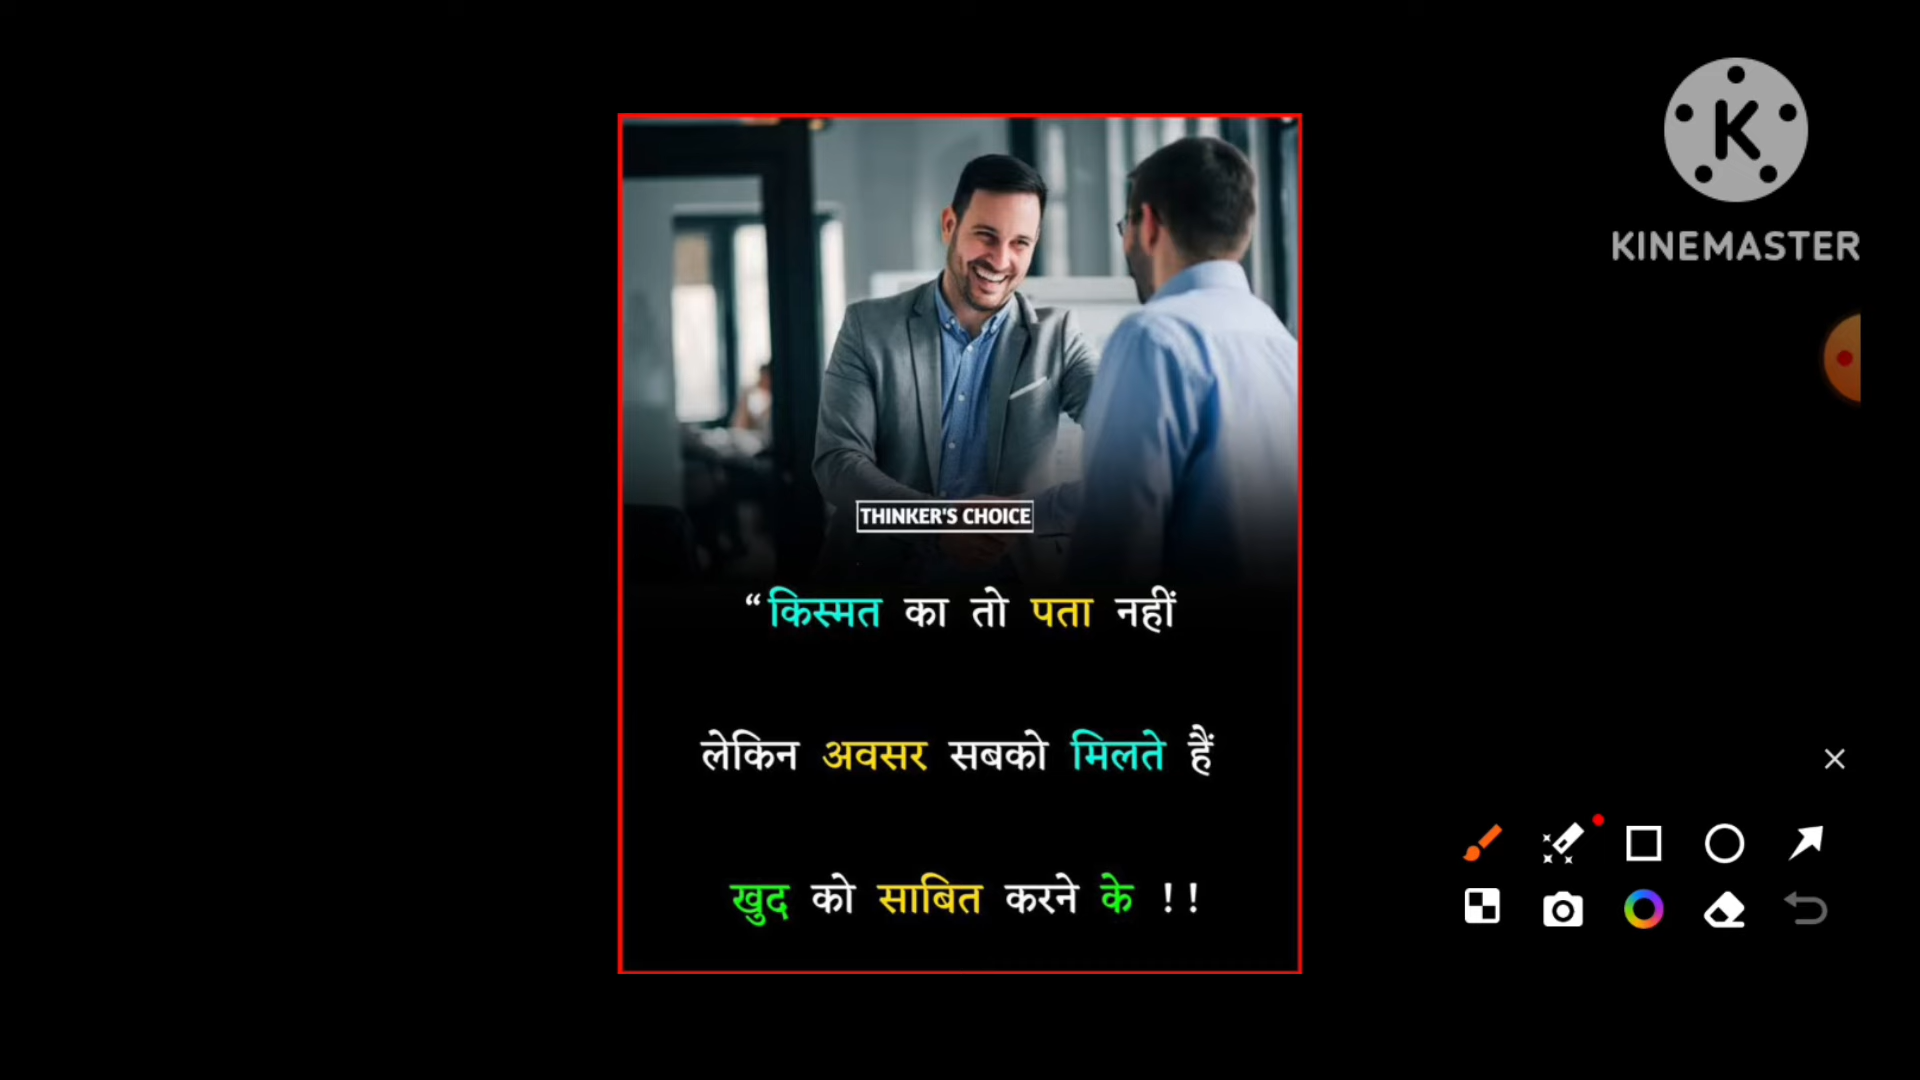 KINEMASTER
THINKER'S CHOICE
“किस्मत का तो पता नहीं
लेकिन अवसर सबको मिलते हैं
खुद को साबित करने के !!